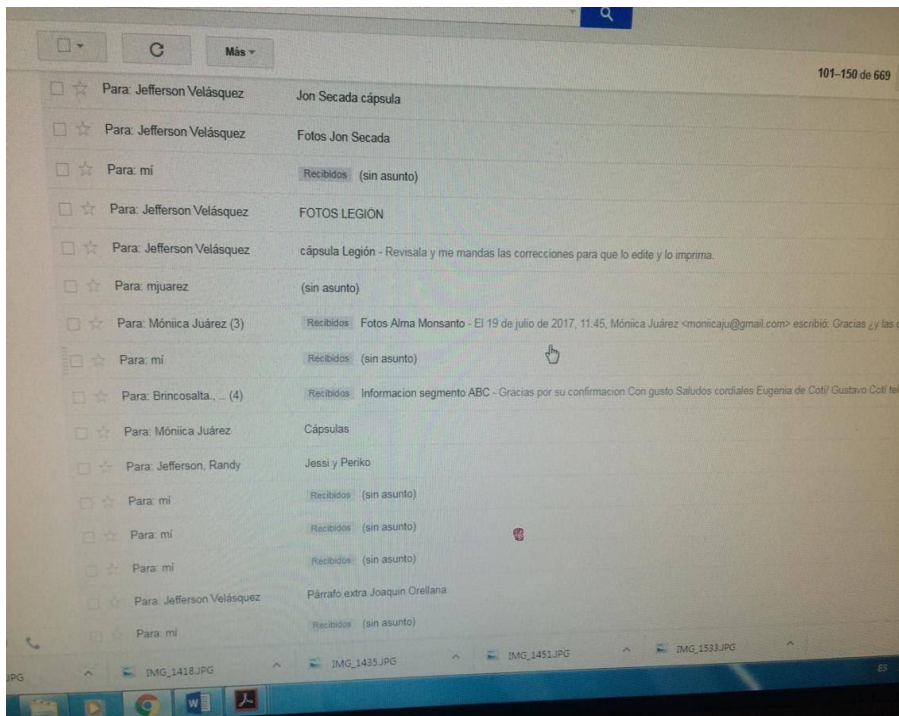 Más
101–150 de 669
Para: Jefferson Velásquez Jon Secada cápsula
Para: Jefferson Velásquez Fotos Jon Secada
Para: mí Recibidos (sin asunto)
Para: Jefferson Velásquez FOTOS LEGIÓN
Para: Jefferson Velásquez cápsula Legión - Revisala y me mandas las correcciones para que lo edite y lo imprima.
Para: mjuarez (sin asunto)
Para: Móniica Juárez (3) Recibidos Fotos Alma Monsanto - El 19 de julio de 2017, 11:45, Móniica Juárez <moniicaju@gmail.com> escribió: Gracias ¿y las
Para: mí Recibidos (sin asunto)
Para: Brincosalta., .. (4) Recibidos Informacion segmento ABC - Gracias por su confirmacion Con gusto Saludos cordiales Eugenia de Cotí/ Gustavo Cotí tel
Para: Móniica Juárez Cápsulas
Para: Jefferson, Randy Jessi y Periko
Para: mí Recibidos (sin asunto)
Para: mí Recibidos (sin asunto)
Para: mí Recibidos (sin asunto)
Para: Jefferson Velásquez Párrafo extra Joaquin Orellana
Para: mí Recibidos (sin asunto)
JPG IMG_1418.JPG IMG_1435.JPG IMG_1451.JPG IMG_1533.JPG
ES